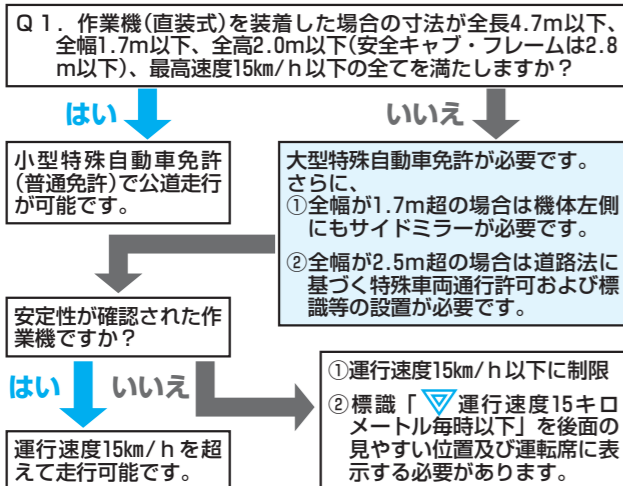 Ｑ１．作業機(直装式)を装着した場合の寸法が全長4.7m以下、
全幅1.7m以下、全高2.0m以下(安全キャブ・フレームは2.8
m以下)、最高速度15km/ｈ以下の全てを満たしますか？
はい
いいえ
小型特殊自動車免許
(普通免許)で公道走行
が可能です。
大型特殊自動車免許が必要です。
さらに、
①全幅が1.7m超の場合は機体左側
にもサイドミラーが必要です。
②全幅が2.5m超の場合は道路法に
基づく特殊車両通行許可および標
識等の設置が必要です。
安定性が確認された作
業機ですか？
はい
いいえ
運行速度15km/ｈを超
えて走行可能です。
①運行速度15km/ｈ以下に制限
②標識「 運行速度15キロ
メートル毎時以下」を後面の
見やすい位置及び運転席に表
示する必要があります。